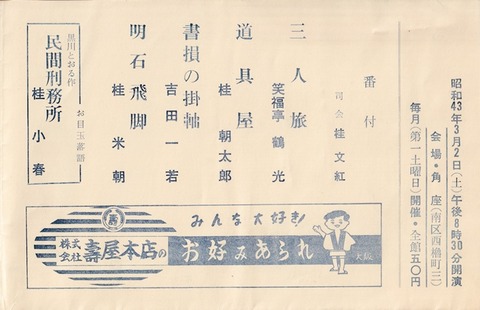 昭和43年3月2日(土)午後8時30分開演
会場・角座(南区西櫓町三)
毎月(第一土曜日)開催・全館五〇円
番付
司会 桂文紅
三人旅
笑福亭鶴光
道具屋
桂朝太郎
書損の掛軸
吉田一若
明石飛脚
桂米朝
お目玉落語
黒川とおる作
民間刑務所
桂小春
みんな大好き!
株式会社 壽屋本店の お好みあられ
大阪